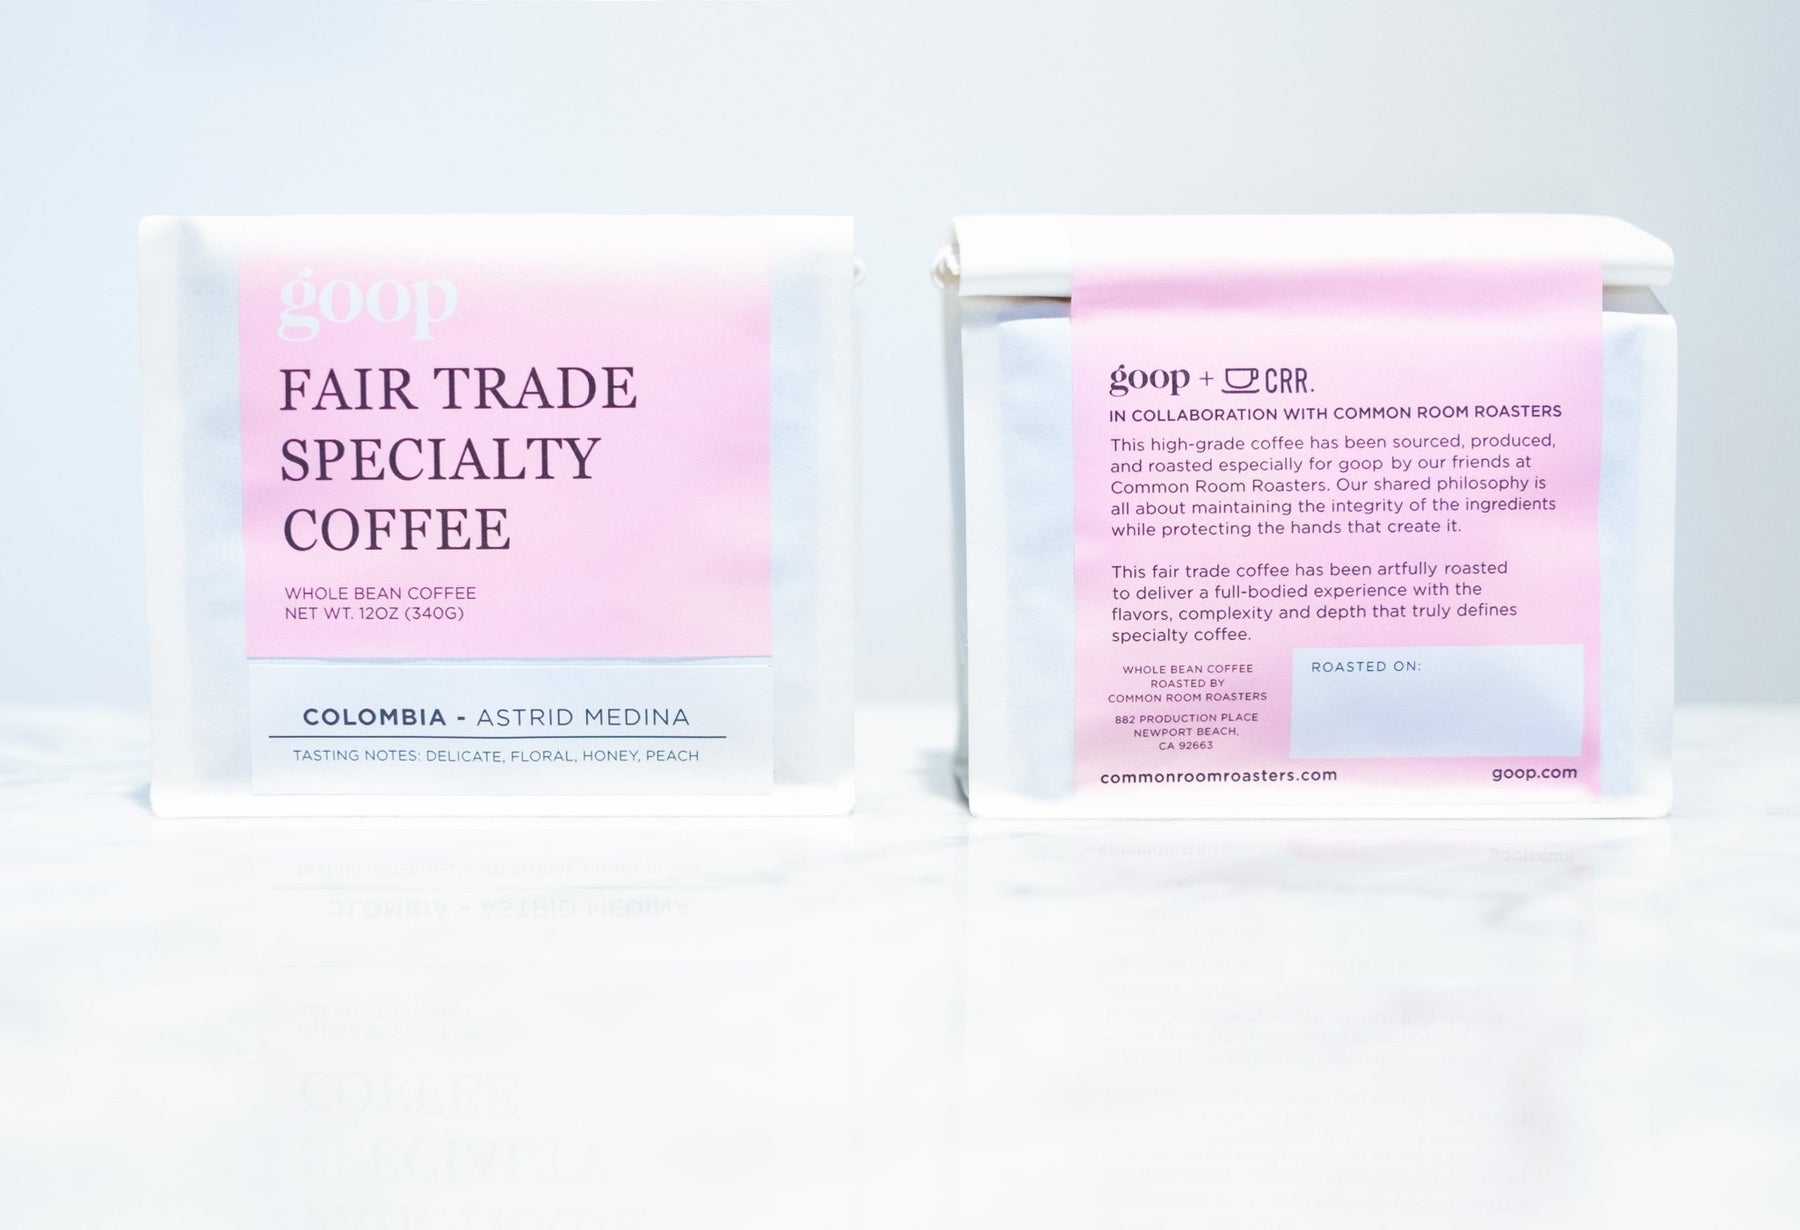 goop
FAIR TRADE
SPECIALTY
COFFEE
WHOLE BEAN COFFEE
NET WT. 12OZ (340G)
COLOMBIA - ASTRID MEDINA
TASTING NOTES: DELICATE, FLORAL, HONEY, PEACH
goop + CRR.
IN COLLABORATION WITH COMMON ROOM ROASTERS
This high-grade coffee has been sourced, produced,
and roasted especially for goop by our friends at
Common Room Roasters. Our shared philosophy is
all about maintaining the integrity of the ingredients
while protecting the hands that create it.
This fair trade coffee has been artfully roasted
to deliver a full-bodied experience with the
flavors, complexity and depth that truly defines
specialty coffee.
WHOLE BEAN COFFEE
ROASTED BY
COMMON ROOM ROASTERS
882 PRODUCTION PLACE
NEWPORT BEACH,
CA 92663
ROASTED ON:
commonroomroasters.com
goop.com